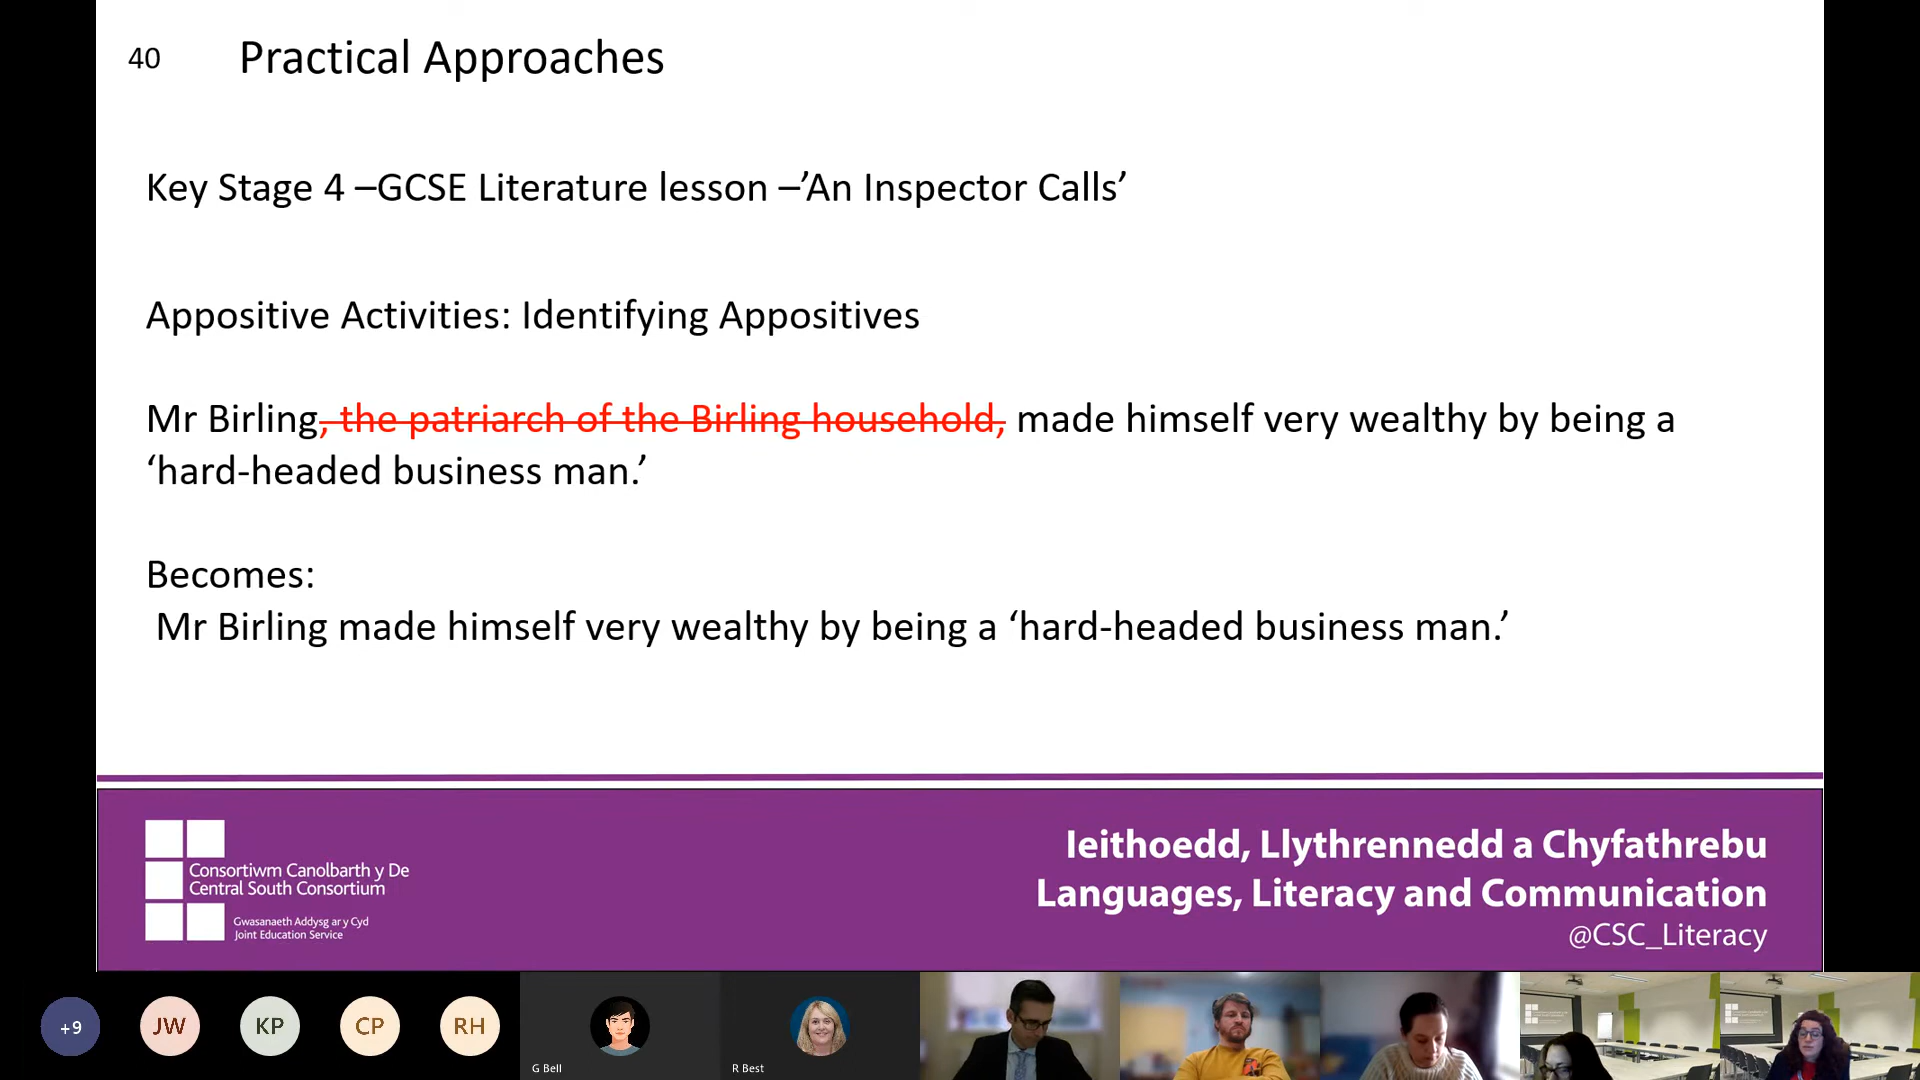 40
Practical Approaches
Key Stage 4 –GCSE Literature lesson –’An Inspector Calls’
Appositive Activities: Identifying Appositives
Mr Birling, the patriarch of the Birling household, made himself very wealthy by being a
‘hard-headed business man.’
Becomes:
Mr Birling made himself very wealthy by being a ‘hard-headed business man.’
Consortiwm Canolbarth y De
Central South Consortium
Gwasanaeth Addysg ar y Cyd
Joint Education Service
Ieithoedd, Llythrennedd a Chyfathrebu
Languages, Literacy and Communication
@CSC_Literacy
+9
JW
KP
CP
RH
G Bell
R Best